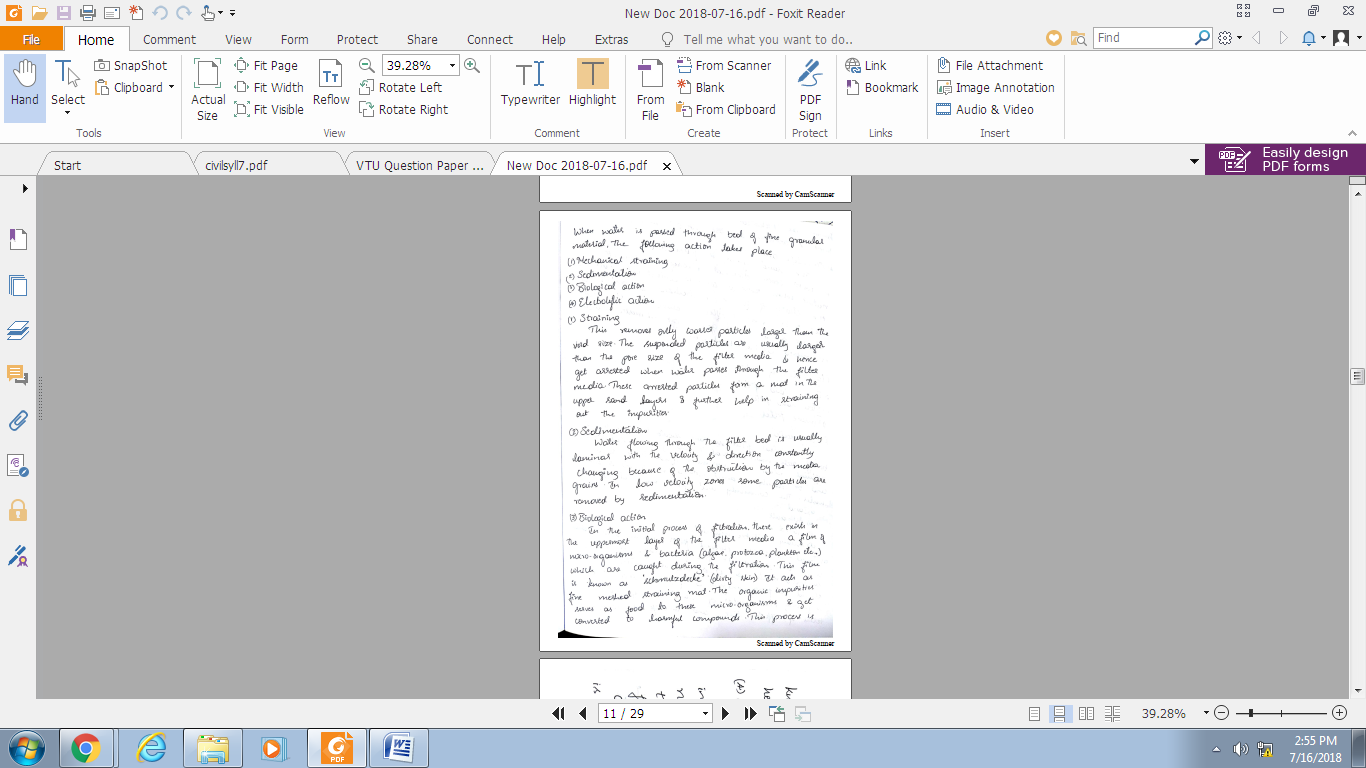 New Doc 2018-07-16.pdf - Foxit Reader
File Home Comment View Form Protect Share Connect Help Extras Tell me what you want to do.. Find
Hand
Select
SnapShot
Clipboard
Tools
Actual Size
Fit Page
Fit Width
Fit Visible
Reflow
39.28%
Rotate Left
Rotate Right
View
Typewriter
Highlight
Comment
From File
From Scanner
Blank
From Clipboard
Create
PDF Sign
Protect
Link
Bookmark
Links
File Attachment
Image Annotation
Audio & Video
Insert
Start
civilsyll7.pdf
VTU Question Paper ...
New Doc 2018-07-16.pdf
Easily design
PDF forms
Scanned by CamScanner
When water is passed through bed of fine granular
material, The following action takes place
(1) Mechanical straining
(2) Sedimentation
(3) Biological action
(4) Electrolytic action
(1) Straining
This removes only coarser particles larger than the
void size. The suspended particles are usually larger
than the pore size of the filter media & hence
get arrested when water passes through the filter
media. These arrested particles form a mat in the
upper sand layers & further help in straining
out the impurities
(2) Sedimentation
Water flowing through the filter bed is usually
laminar with the velocity & direction constantly
changing because of the obstruction by the media
grains. In low velocity zones some particles are
removed by sedimentation.
(3) Biological action
In the initial process of filtration, there exist in
the uppermost layer of the filter media a film of
micro-organisms & bacteria (algae, protozoa, plankton etc.)
which are caught during the filtration. This film
is known as 'schmutzdecke' (dirty skin) It acts as
fine meshed straining mat. The organic impurities
serves as food to these micro-organisms & get
converted to harmful compounds. This process is
Scanned by CamScanner
11 / 29
39.28%
PDF
2:55 PM
7/16/2018